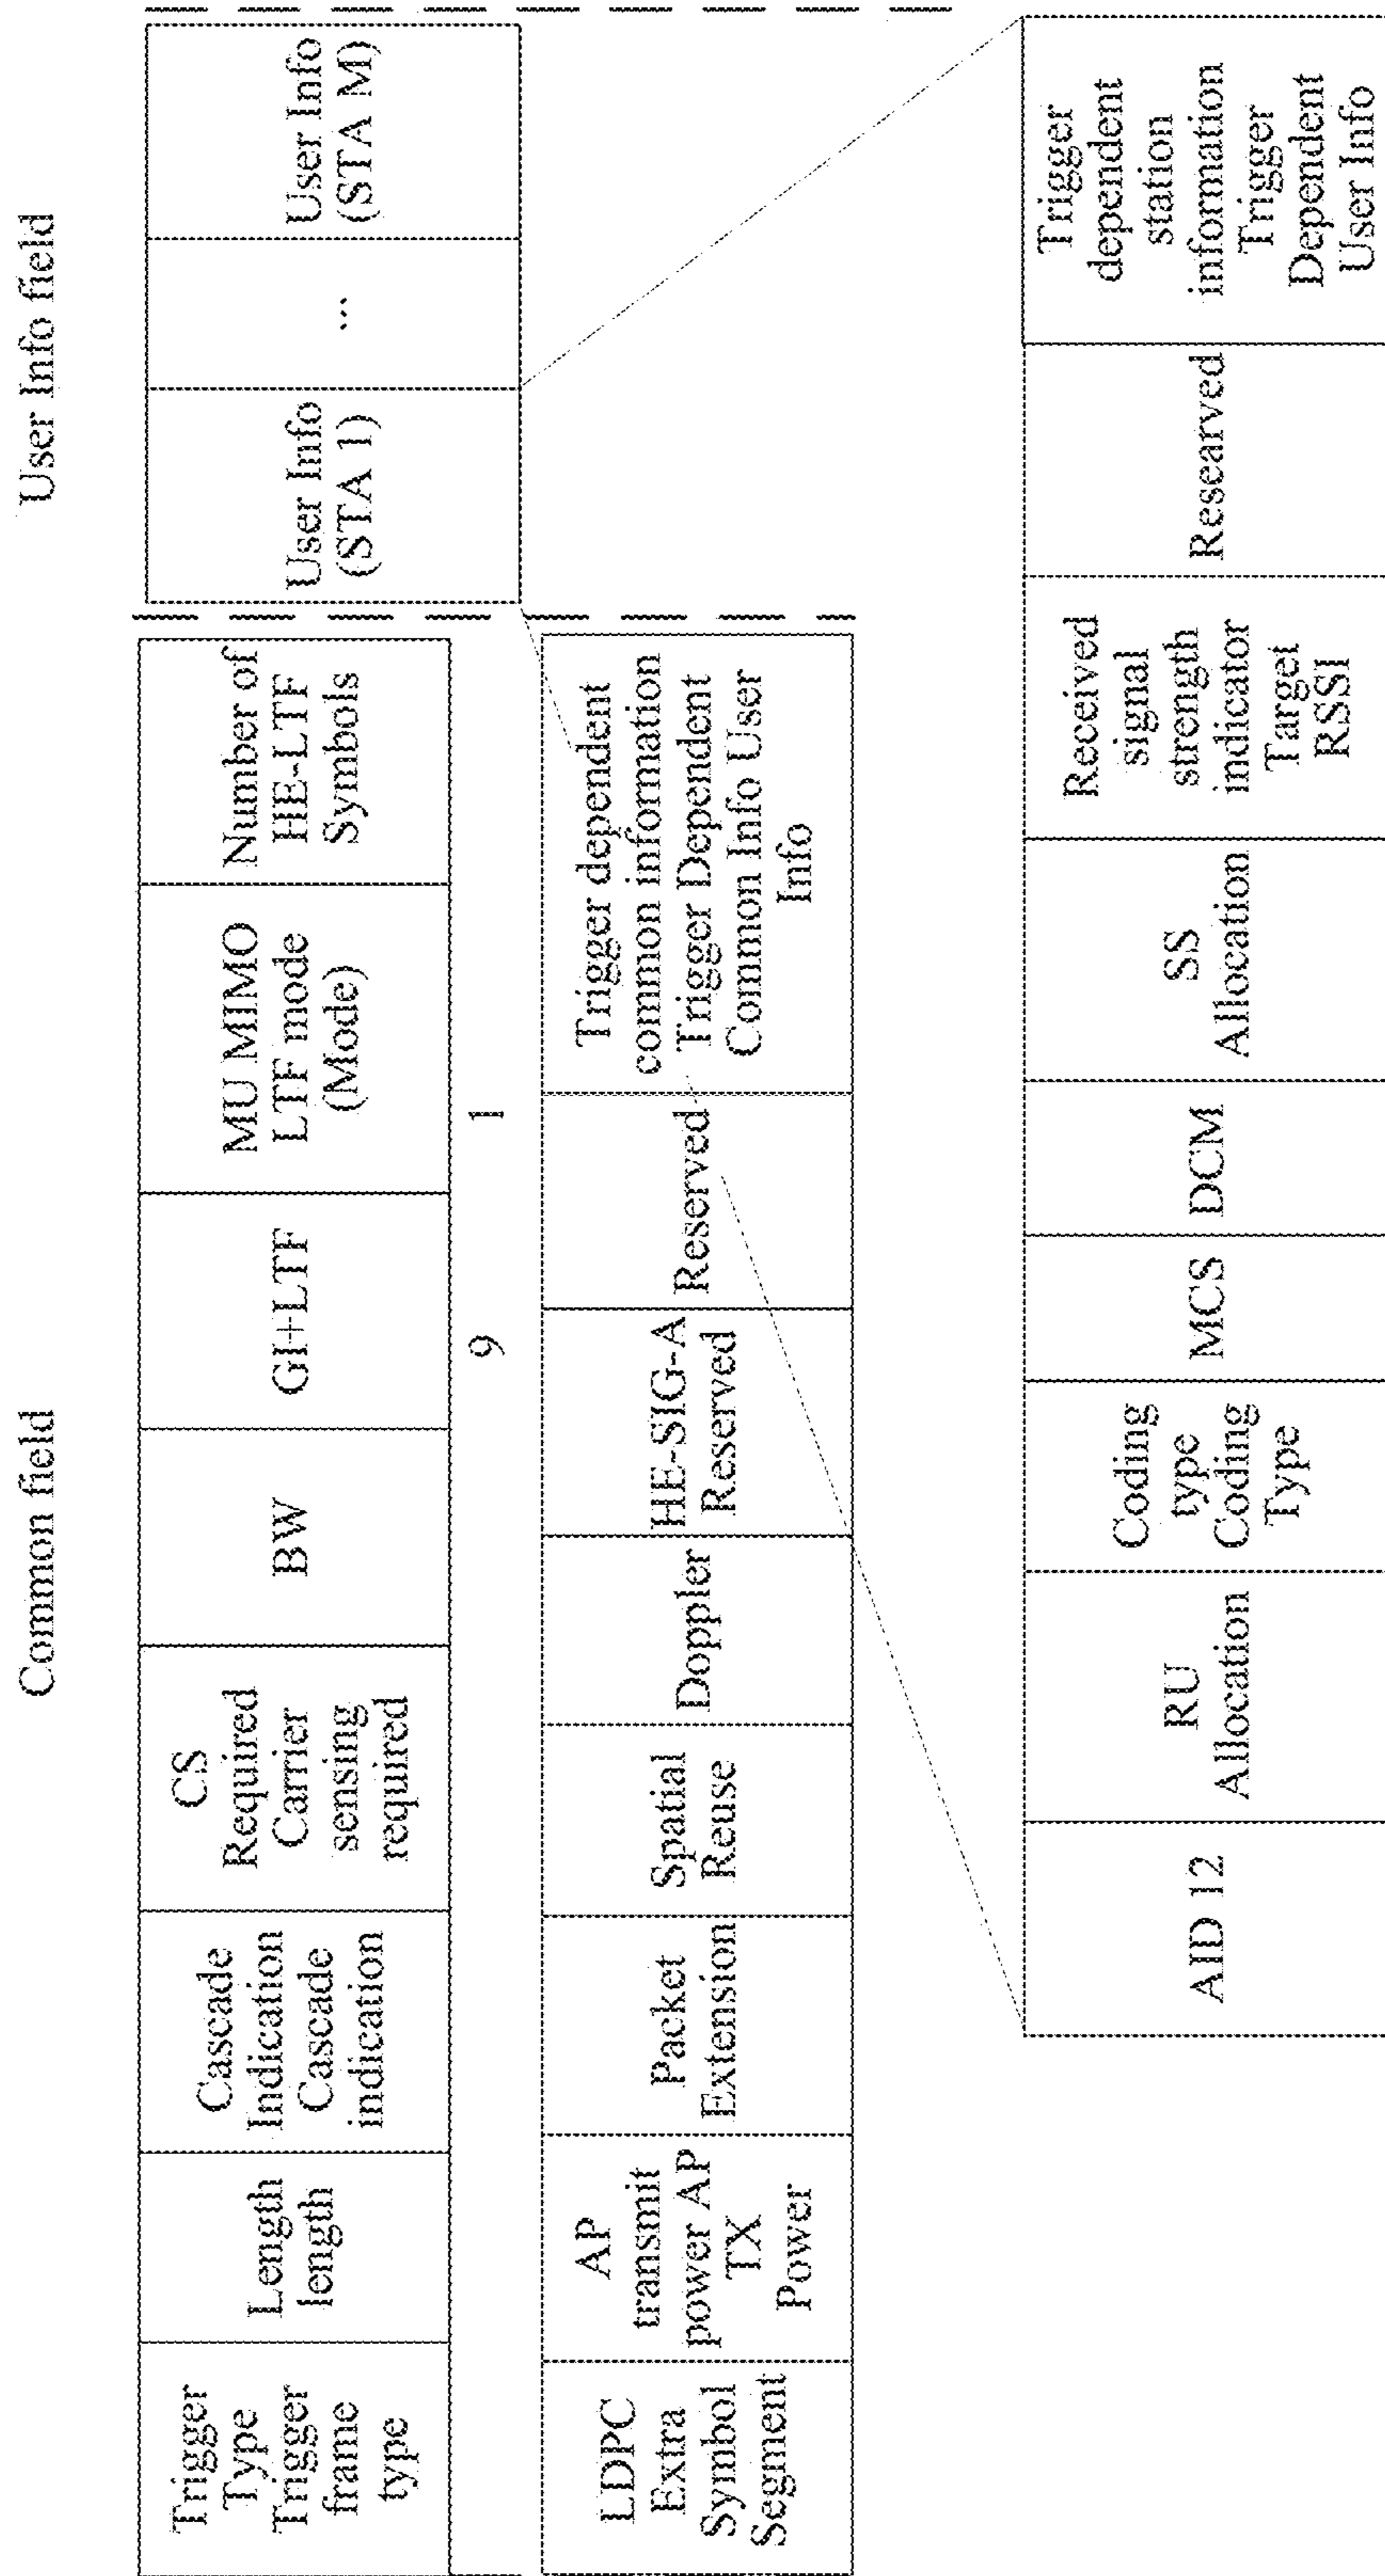 Common field
User Info field
Trigger
Type
Trigger
frame
type
Length
length
Cascade
Indication
Cascade
indication
CS
Required
Carrier
sensing
required
BW
GI+LTF
MU MIMO
LTF mode
(Mode)
Number of
HE-LTF
Symbols
User Info
(STA 1)
...
User Info
(STA M)
9
1
LDPC
Extra
Symbol
Segment
AP
transmit
power AP
TX
Power
Packet
Extension
Spatial
Reuse
Doppler
HE-SIG-A
Reserved
Reserved
Trigger dependent
common information
Trigger Dependent
Common Info User
Info
AID 12
RU
Allocation
Coding
type
Coding
Type
MCS
DCM
SS
Allocation
Received
signal
strength
indicator
Target
RSSI
Researved
Trigger
dependent
station
information
Trigger
Dependent
User Info